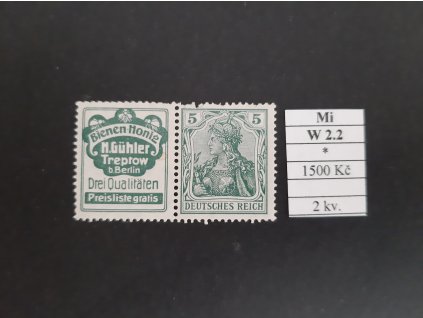 Bienen-Honig
H.Gühler
Treptow
b.Berlin
Drei Qualitäten
Preisliste gratis
5 5
DEUTSCHES REICH
Mi
W 2.2
*
1500 Kč
2 kv.